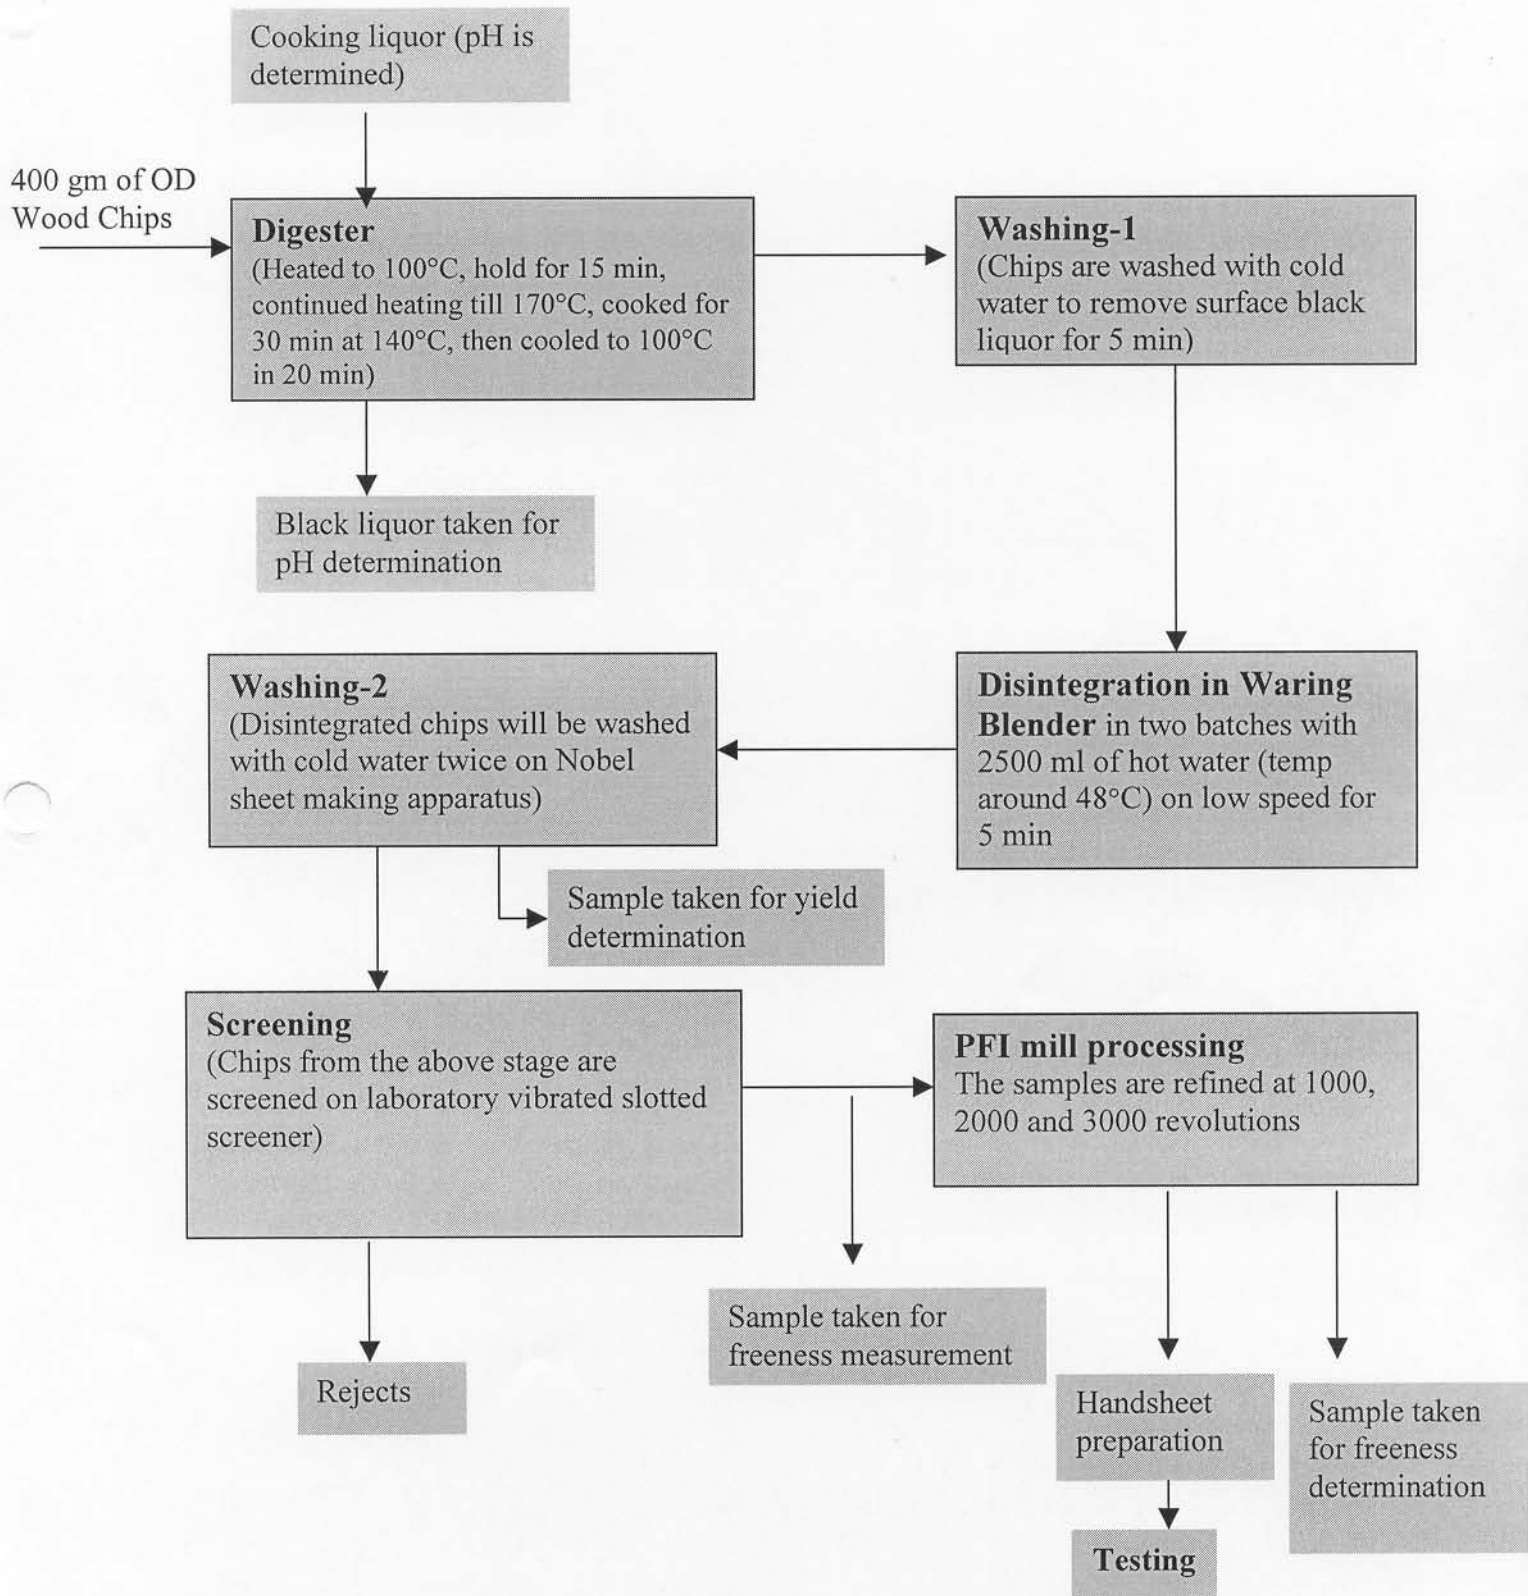 Cooking liquor (pH is
determined)
400 gm of OD
Wood Chips
Digester
(Heated to 100°C, hold for 15 min,
continued heating till 170°C, cooked for
30 min at 140°C, then cooled to 100°C
in 20 min)
Washing-1
(Chips are washed with cold
water to remove surface black
liquor for 5 min)
Black liquor taken for
pH determination
Washing-2
(Disintegrated chips will be washed
with cold water twice on Nobel
sheet making apparatus)
Disintegration in Waring
Blender in two batches with
2500 ml of hot water (temp
around 48°C) on low speed for
5 min
Sample taken for yield
determination
Screening
(Chips from the above stage are
screened on laboratory vibrated slotted
screener)
PFI mill processing
The samples are refined at 1000,
2000 and 3000 revolutions
Rejects
Sample taken for
freeness measurement
Handsheet
preparation
Sample taken
for freeness
determination
Testing